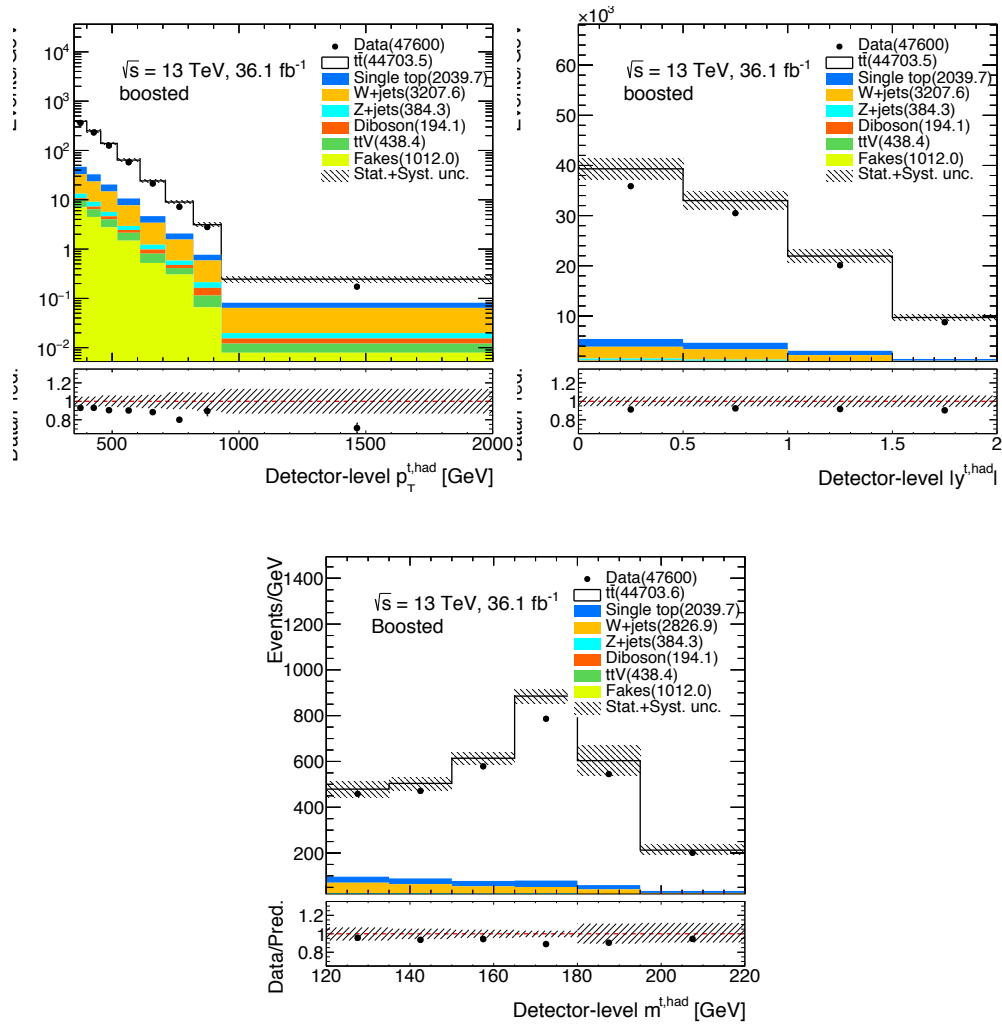 Events/GeV
10⁴
10³
10²
10
1
10⁻¹
10⁻²
√s = 13 TeV, 36.1 fb⁻¹
boosted
Data(47600)
tt̄(44703.5)
Single top(2039.7)
W+jets(3207.6)
Z+jets(384.3)
Diboson(194.1)
ttV(438.4)
Fakes(1012.0)
Stat.+Syst. unc.
1.2
1
0.8
500 1000 1500 2000
Detector-level p_T^{t,had} [GeV]
×10³
60
40
20
√s = 13 TeV, 36.1 fb⁻¹
boosted
Data(47600)
tt̄(44703.5)
Single top(2039.7)
W+jets(3207.6)
Z+jets(384.3)
Diboson(194.1)
ttV(438.4)
Fakes(1012.0)
Stat.+Syst. unc.
1.2
1
0.8
0 0.5 1 1.5 2
Detector-level |y^{t,had}|
Events/GeV
1400
1200
1000
800
600
400
200
√s = 13 TeV, 36.1 fb⁻¹
Boosted
Data(47600)
tt̄(44703.6)
Single top(2039.7)
W+jets(2826.9)
Z+jets(384.3)
Diboson(194.1)
ttV(438.4)
Fakes(1012.0)
Stat.+Syst. unc.
Data/Pred.
1.2
1
0.8
120 140 160 180 200 220
Detector-level m^{t,had} [GeV]